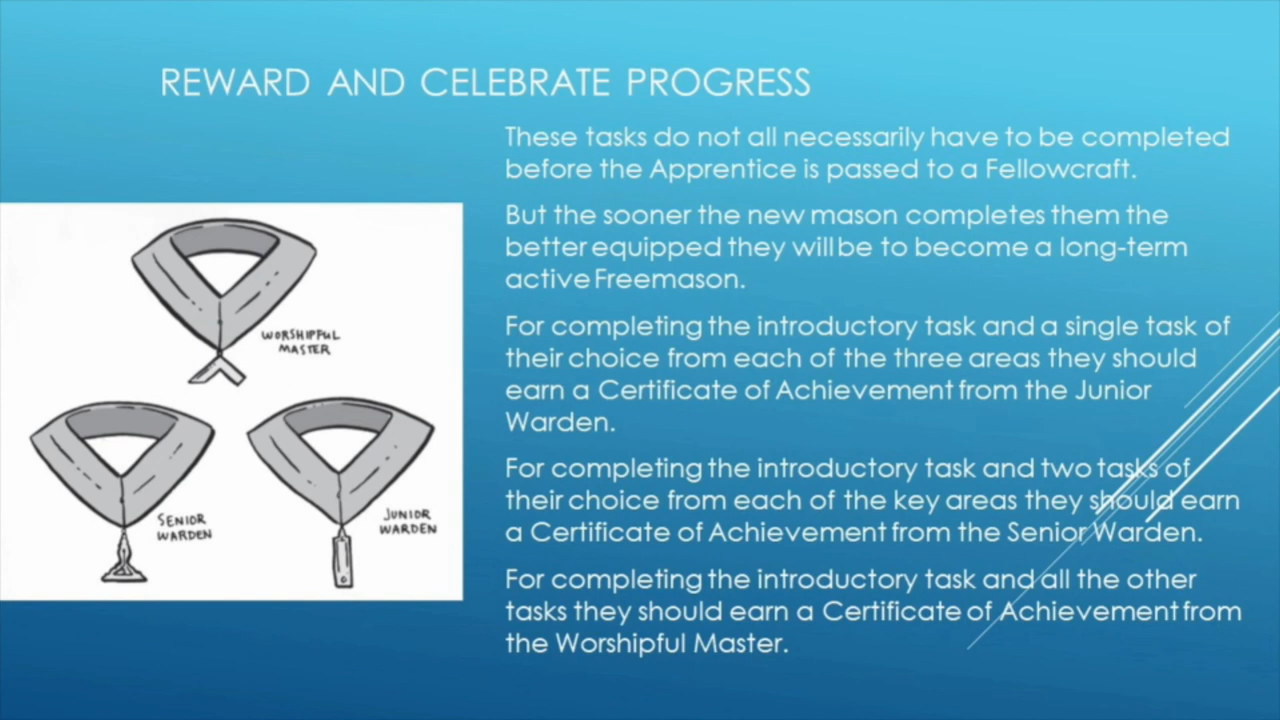 REWARD AND CELEBRATE PROGRESS
These tasks do not all necessarily have to be completed
before the Apprentice is passed to a Fellowcraft.
But the sooner the new mason completes them the
better equipped they will be to become a long-term
active Freemason.
For completing the introductory task and a single task of
their choice from each of the three areas they should
earn a Certificate of Achievement from the Junior
Warden.
For completing the introductory task and two tasks of
their choice from each of the key areas they should earn
a Certificate of Achievement from the Senior Warden.
For completing the introductory task and all the other
tasks they should earn a Certificate of Achievement from
the Worshipful Master.
WORSHIPFUL
MASTER
SENIOR
WARDEN
JUNIOR
WARDEN